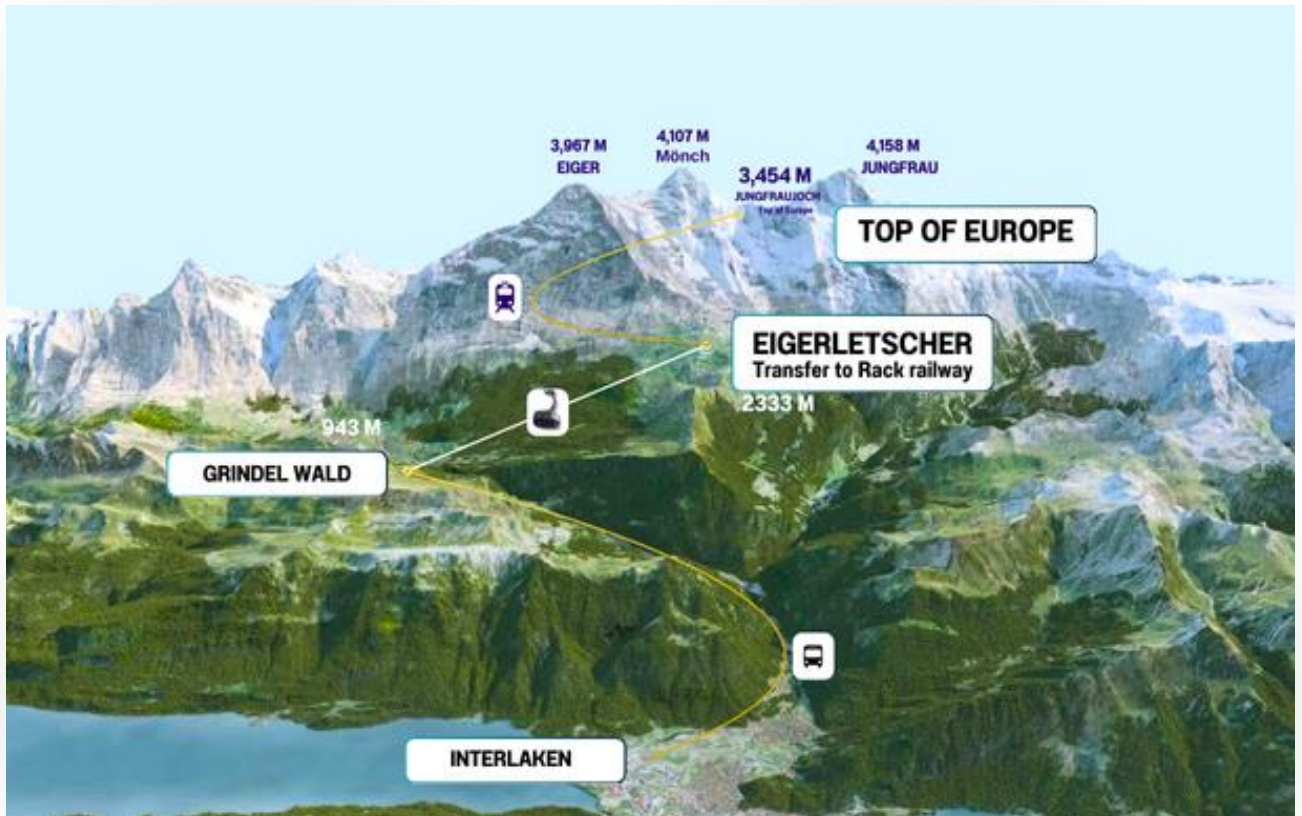 3,967 M
EIGER
4,107 M
Mönch
3,454 M
JUNGFRAUJOCH
Top of Europe
4,158 M
JUNGFRAU
TOP OF EUROPE
EIGERLETSCHER
Transfer to Rack railway
2333 M
943 M
GRINDEL WALD
INTERLAKEN